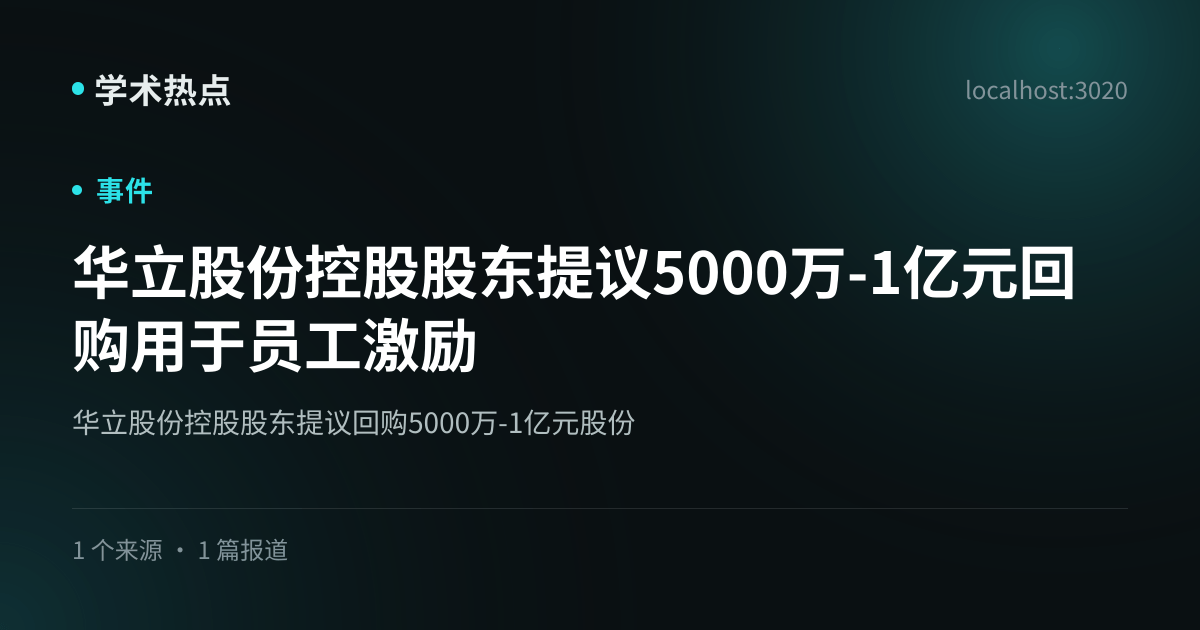 学术热点
localhost:3020
事件
华立股份控股股东提议5000万-1亿元回
购用于员工激励
华立股份控股股东提议回购5000万-1亿元股份
1 个来源 · 1 篇报道